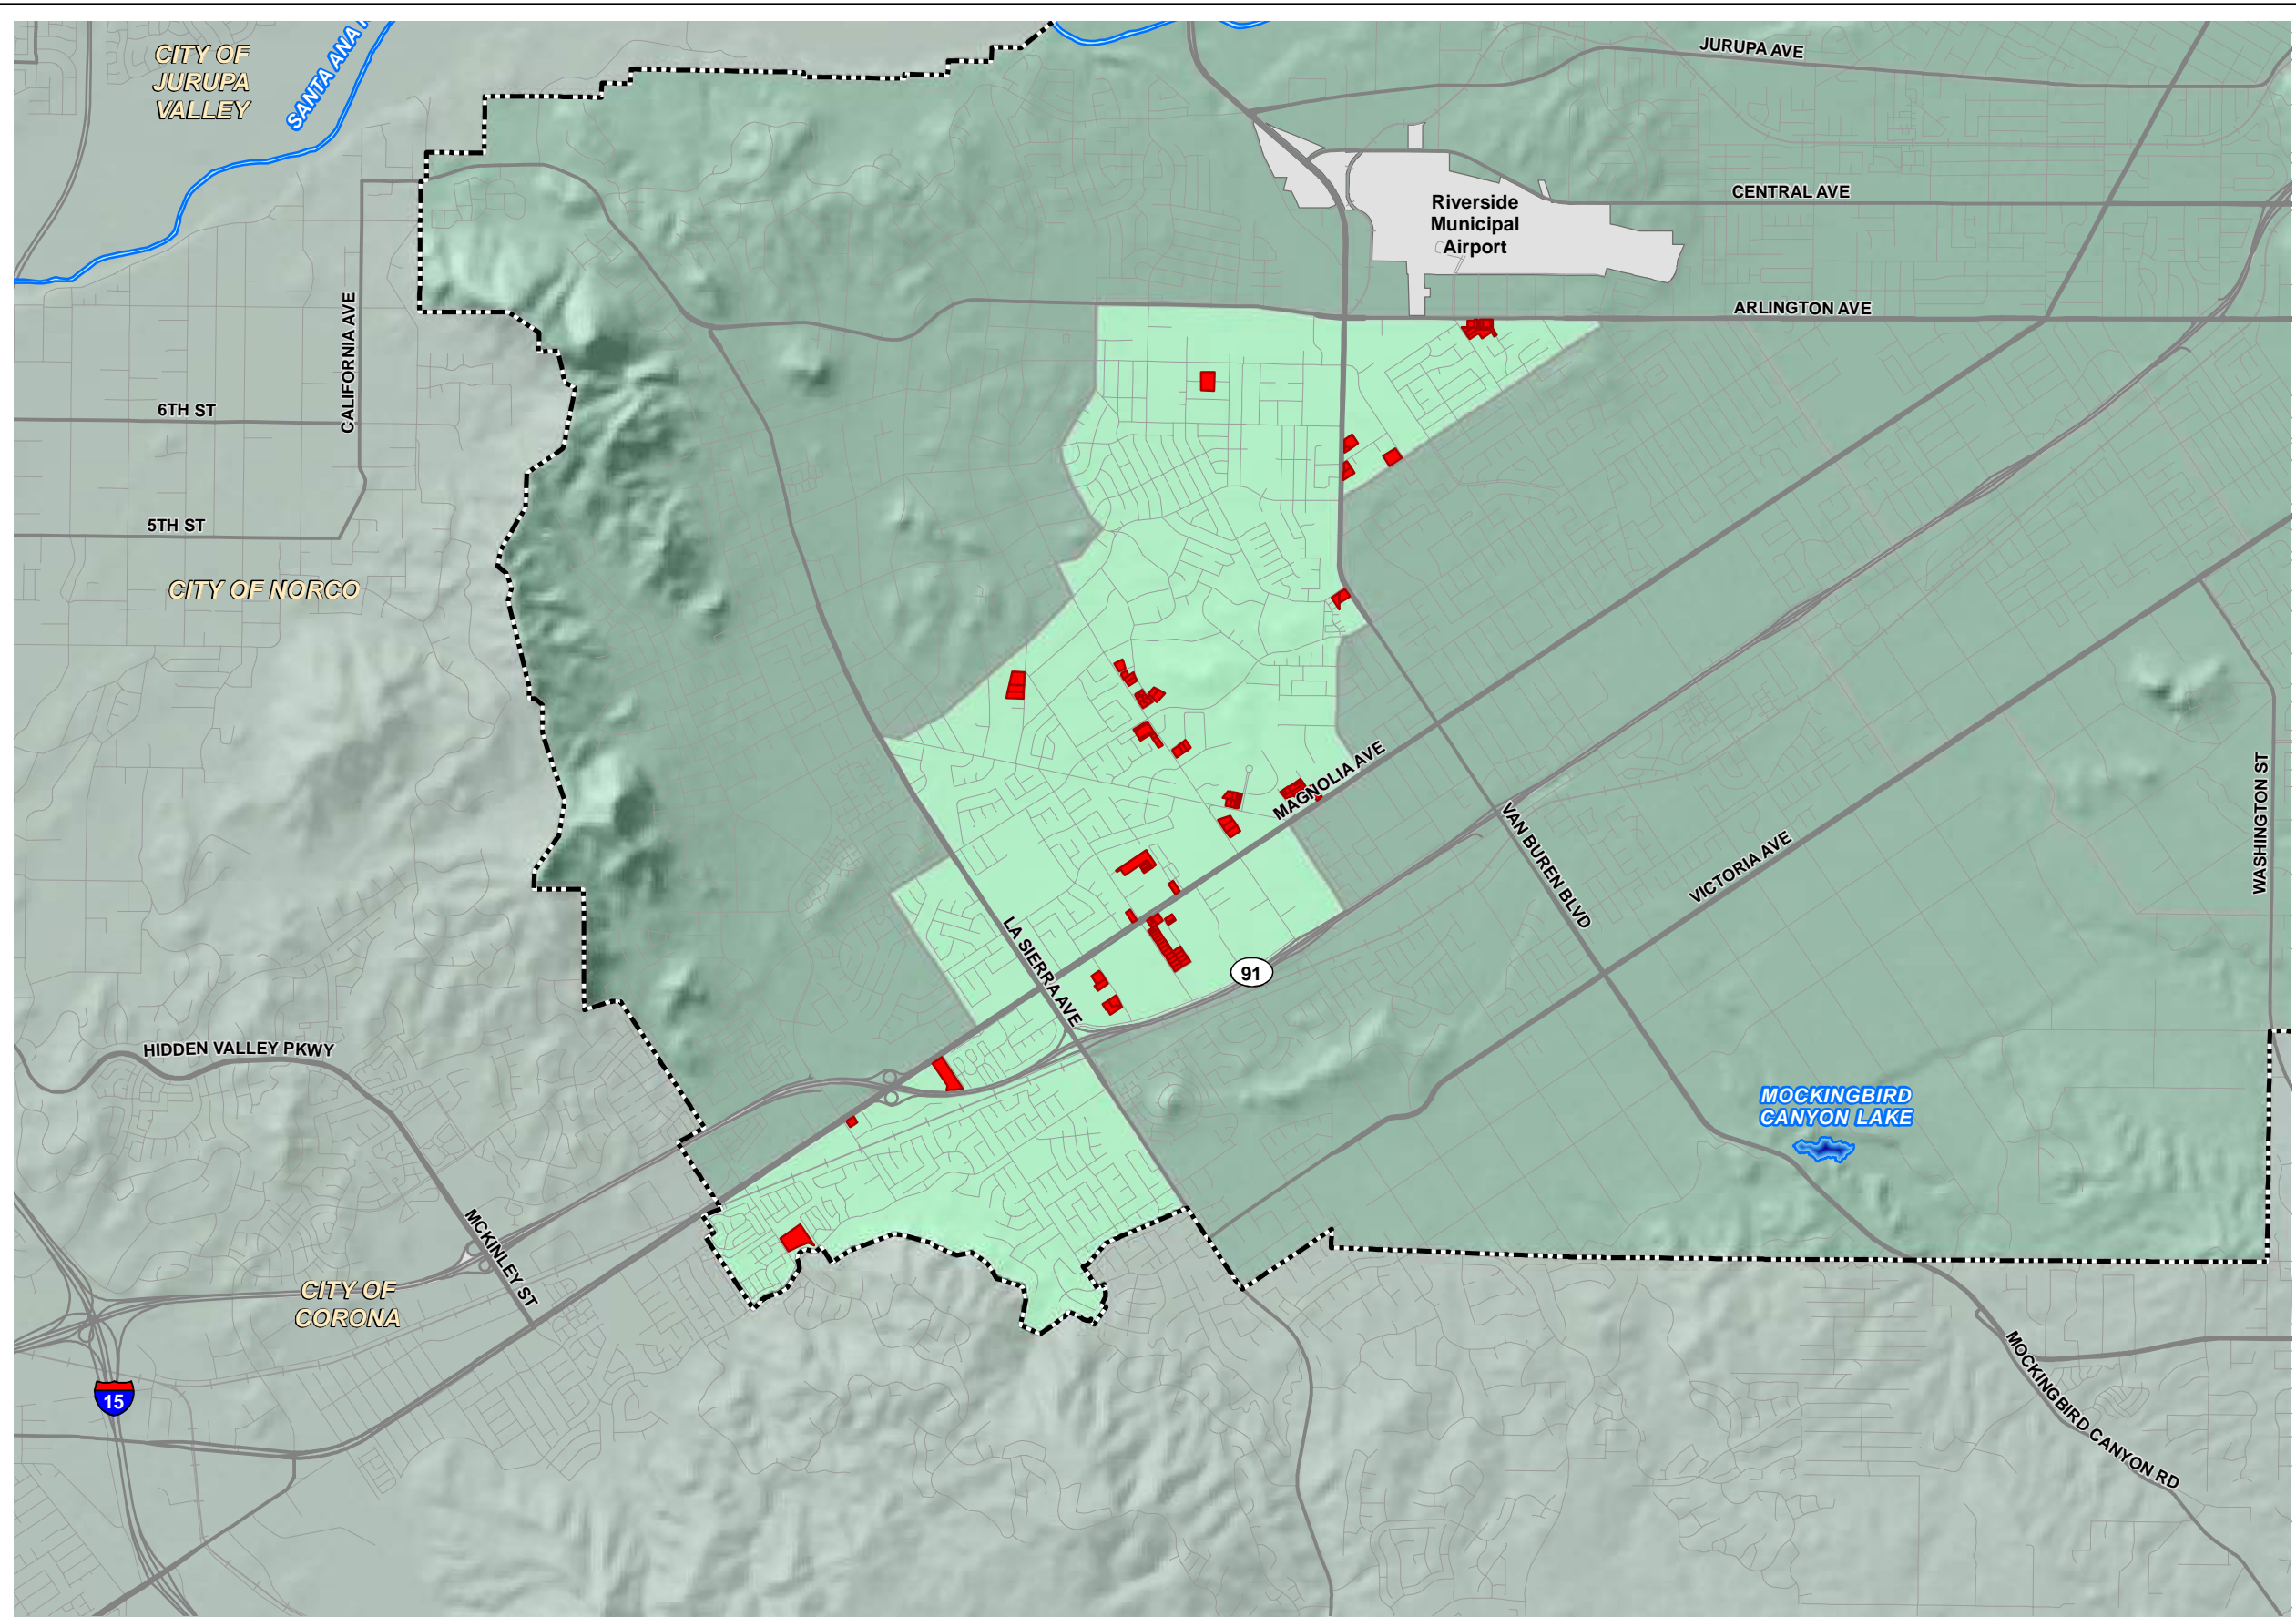 CITY OF
JURUPA
VALLEY
SANTA ANA
JURUPA AVE
CENTRAL AVE
Riverside
Municipal
Airport
ARLINGTON AVE
CALIFORNIA AVE
6TH ST
5TH ST
CITY OF NORCO
MAGNOLIA AVE
VAN BUREN BLVD
VICTORIA AVE
WASHINGTON ST
LA SIERRA AVE
91
HIDDEN VALLEY PKWY
MOCKINGBIRD
CANYON LAKE
MCKINLEY ST
CITY OF
CORONA
15
MOCKINGBIRD CANYON RD